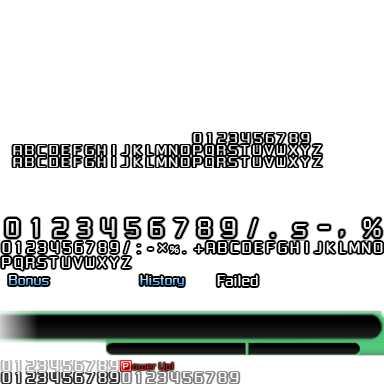 0123456789
ABCDEFGHIJKLMNOPQRSTUVWXYZ
ABCDEFGHIJKLMNOPQRSTUVWXYZ
0123456789/.s-,%
0123456789/:-×%.+ABCDEFGHIJKLMNO
PQRSTUVWXYZ
Bonus History Failed
0123456789 Power Up!
01234567890123456789